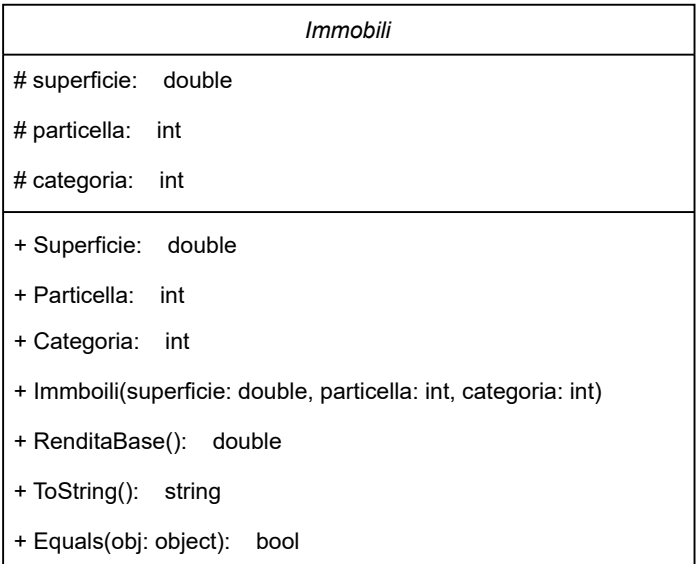 Immobili
# superficie: double
# particella: int
# categoria: int
+ Superficie: double
+ Particella: int
+ Categoria: int
+ Immboili(superficie: double, particella: int, categoria: int)
+ RenditaBase(): double
+ ToString(): string
+ Equals(obj: object): bool